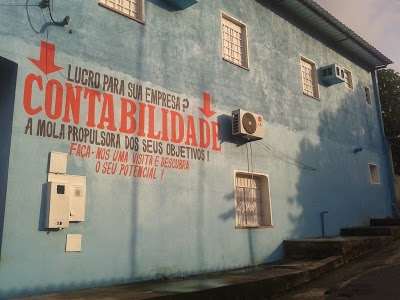 LUCRO PARA SUA EMPRESA?
CONTABILIDADE
A MOLA PROPULSORA DOS SEUS OBJETIVOS!
FAÇA-NOS UMA VISITA E DESCUBRA
O SEU POTENCIAL!